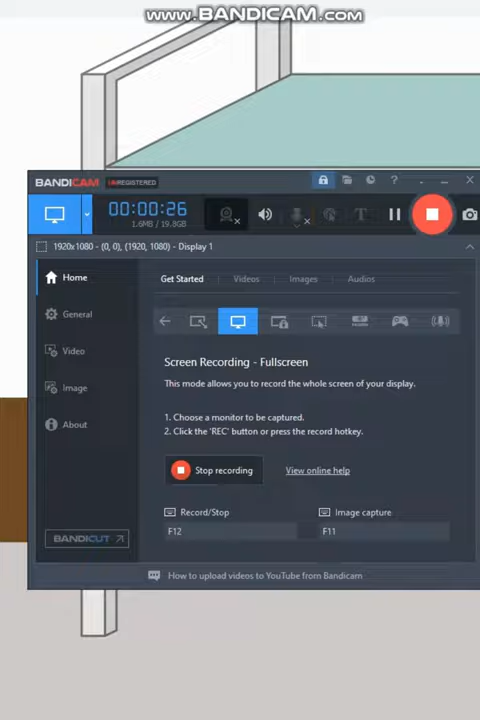 www.BANDICAM.com
BANDICAM UNREGISTERED
00:00:26
1.6MB / 19.8GB
1920x1080 - (0, 0), (1920, 1080) - Display 1
Home
Get Started Videos Images Audios
General
Video
Image
About
Screen Recording - Fullscreen
This mode allows you to record the whole screen of your display.
1. Choose a monitor to be captured.
2. Click the 'REC' button or press the record hotkey.
Stop recording View online help
Record/Stop Image capture
F12 F11
BANDICUT
How to upload videos to YouTube from Bandicam